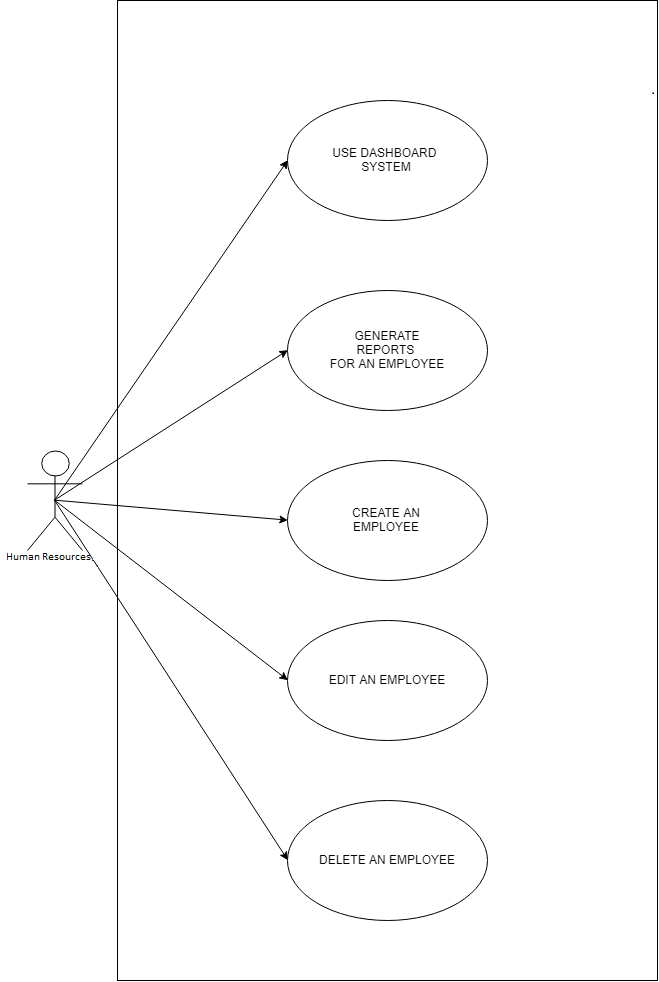 USE DASHBOARD
SYSTEM
GENERATE
REPORTS
FOR AN EMPLOYEE
CREATE AN
EMPLOYEE
Human Resources.
EDIT AN EMPLOYEE
DELETE AN EMPLOYEE